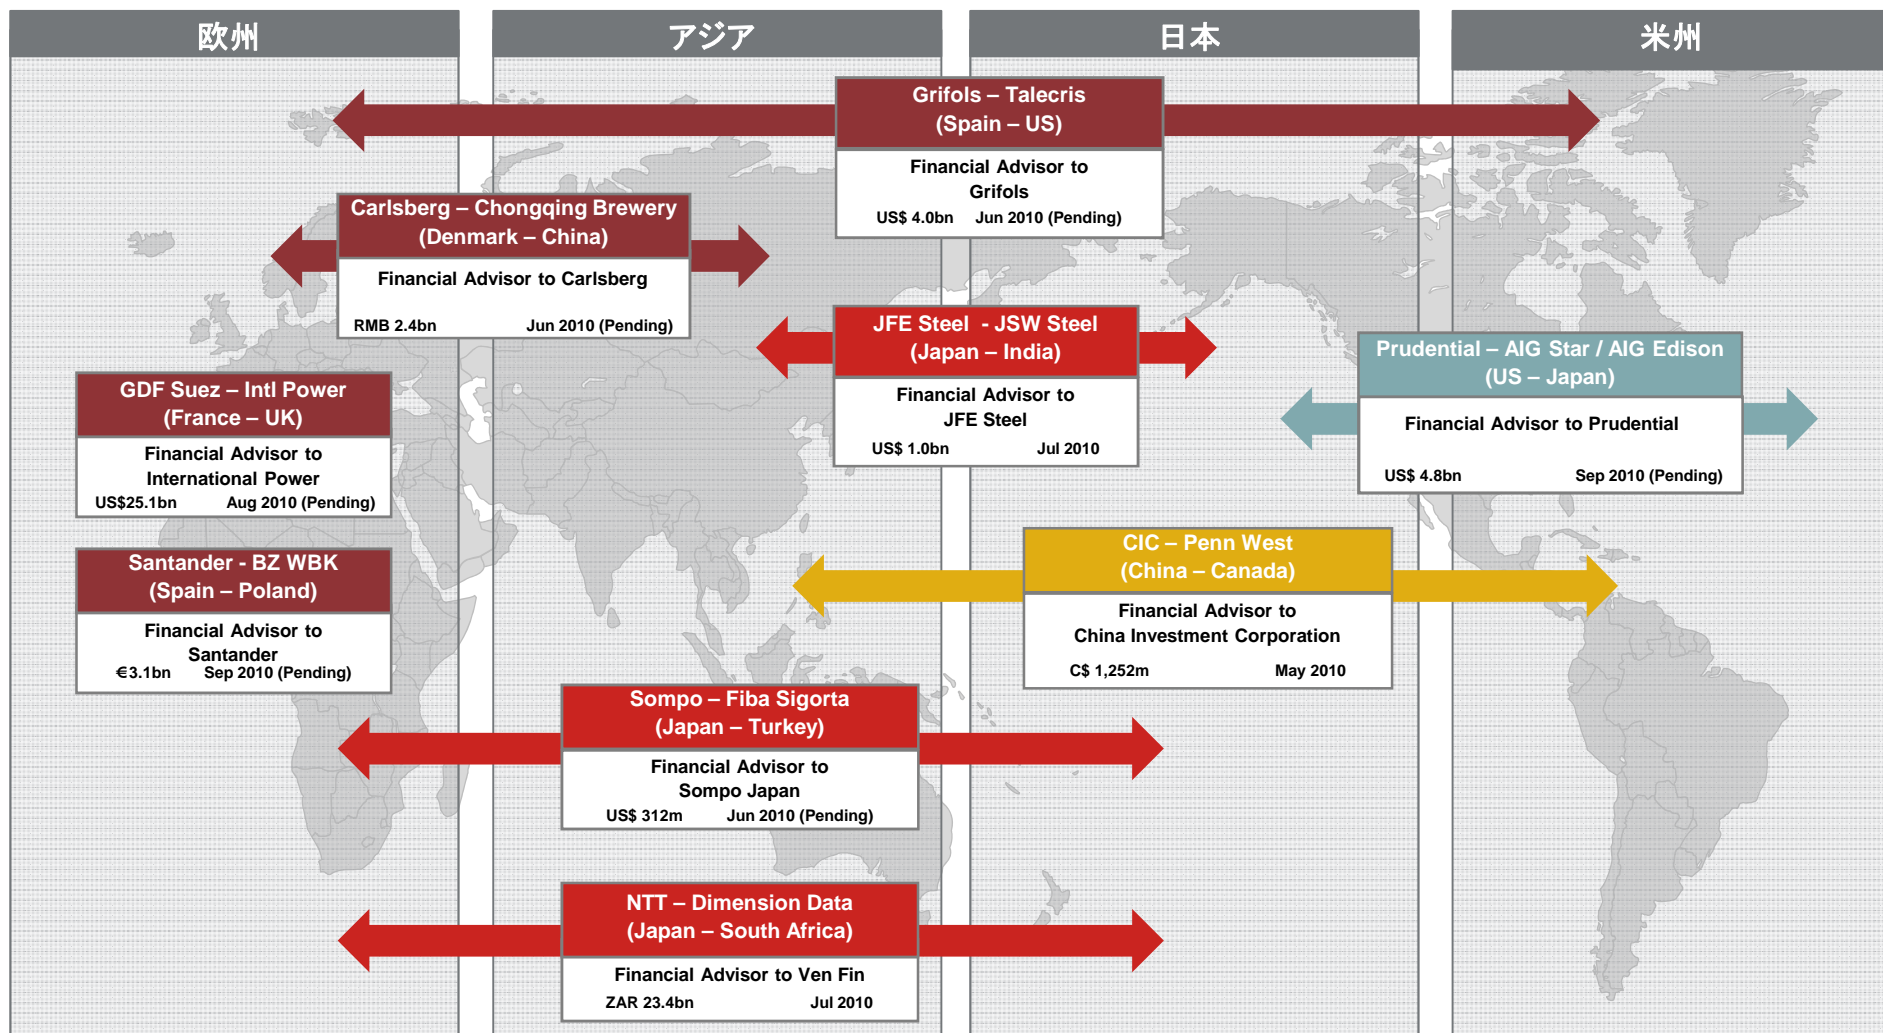 欧州
アジア
日本
米州
Grifols – Talecris
(Spain – US)
Financial Advisor to
Grifols
US$ 4.0bn Jun 2010 (Pending)
Carlsberg – Chongqing Brewery
(Denmark – China)
Financial Advisor to Carlsberg
RMB 2.4bn Jun 2010 (Pending)
JFE Steel - JSW Steel
(Japan – India)
Financial Advisor to
JFE Steel
US$ 1.0bn Jul 2010
Prudential – AIG Star / AIG Edison
(US – Japan)
Financial Advisor to Prudential
US$ 4.8bn Sep 2010 (Pending)
GDF Suez – Intl Power
(France – UK)
Financial Advisor to
International Power
US$25.1bn Aug 2010 (Pending)
CIC – Penn West
(China – Canada)
Financial Advisor to
China Investment Corporation
C$ 1,252m May 2010
Santander - BZ WBK
(Spain – Poland)
Financial Advisor to
Santander
€3.1bn Sep 2010 (Pending)
Sompo – Fiba Sigorta
(Japan – Turkey)
Financial Advisor to
Sompo Japan
US$ 312m Jun 2010 (Pending)
NTT – Dimension Data
(Japan – South Africa)
Financial Advisor to Ven Fin
ZAR 23.4bn Jul 2010